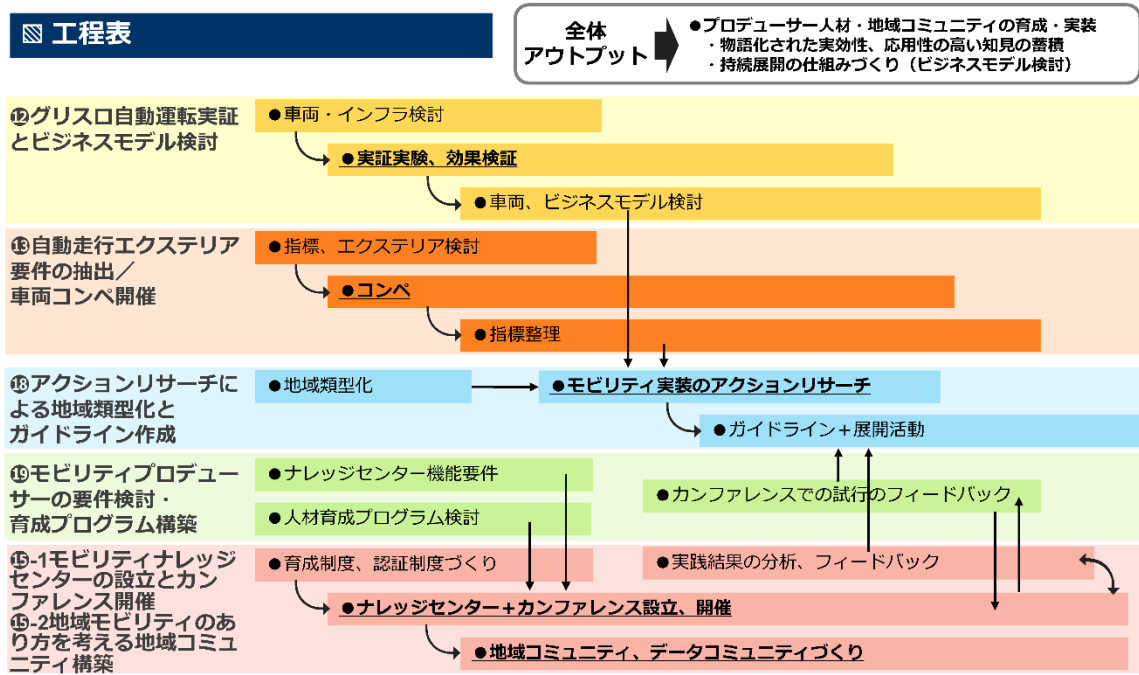 工程表
全体
アウトプット
●プロデューサー人材・地域コミュニティの育成・実装
・物語化された実効性、応用性の高い知見の蓄積
・持続展開の仕組みづくり（ビジネスモデル検討）
⓬グリスロ自動運転実証
とビジネスモデル検討
●車両・インフラ検討
●実証実験、効果検証
●車両、ビジネスモデル検討
⓭自動走行エクステリア
要件の抽出／
車両コンペ開催
●指標、エクステリア検討
●コンペ
●指標整理
⓲アクションリサーチに
よる地域類型化と
ガイドライン作成
●地域類型化
●モビリティ実装のアクションリサーチ
●ガイドライン＋展開活動
⓳モビリティプロデュー
サーの要件検討・
育成プログラム構築
●ナレッジセンター機能要件
●人材育成プログラム検討
●カンファレンスでの試行のフィードバック
⓯-1モビリティナレッジ
センターの設立とカン
ファレンス開催
⓯-2地域モビリティのあ
り方を考える地域コミュ
ニティ構築
●育成制度、認証制度づくり
●実践結果の分析、フィードバック
●ナレッジセンター＋カンファレンス設立、開催
●地域コミュニティ、データコミュニティづくり